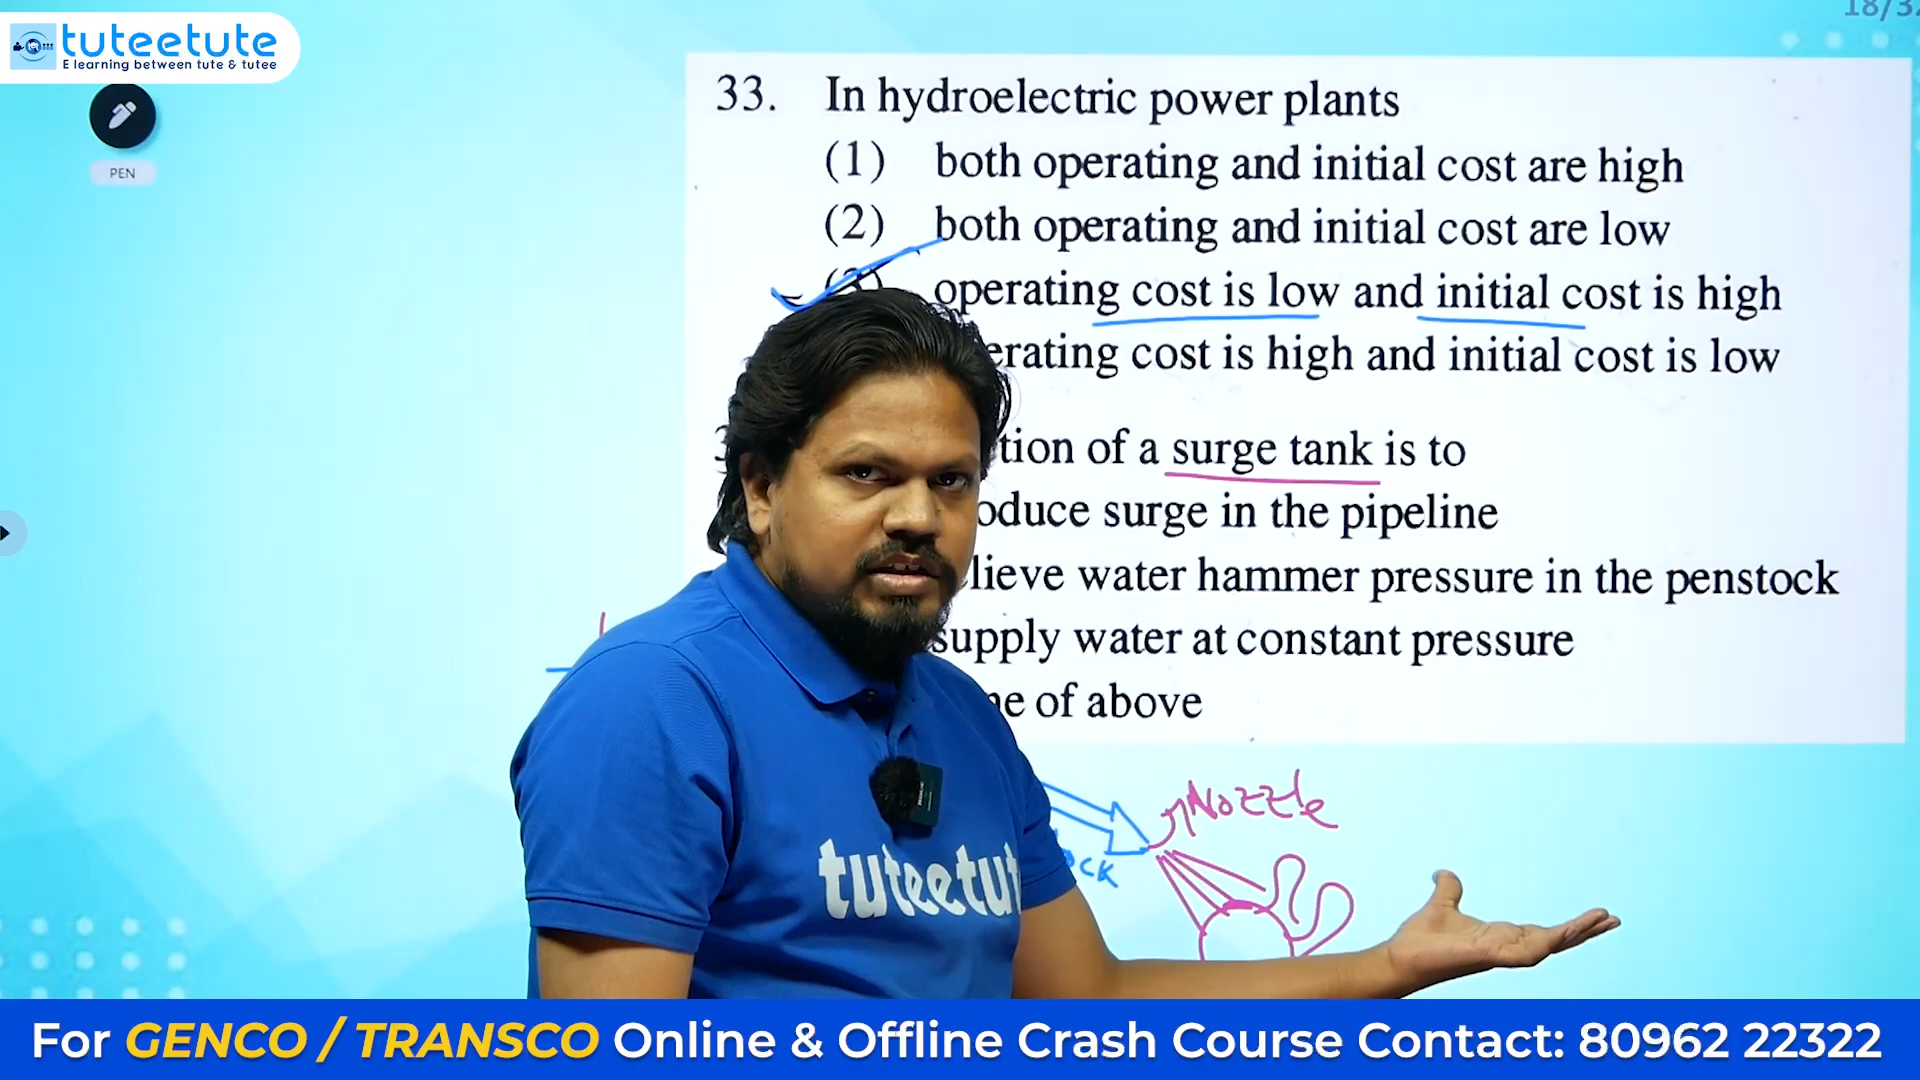 tuteetute
E learning between tute & tutee
PEN
33. In hydroelectric power plants
(1) both operating and initial cost are high
(2) both operating and initial cost are low
(3) operating cost is low and initial cost is high
erating cost is high and initial cost is low
tion of a surge tank is to
oduce surge in the pipeline
lieve water hammer pressure in the penstock
supply water at constant pressure
ne of above
Nozzle
ock
tuteetut
For GENCO / TRANSCO Online & Offline Crash Course Contact: 80962 22322